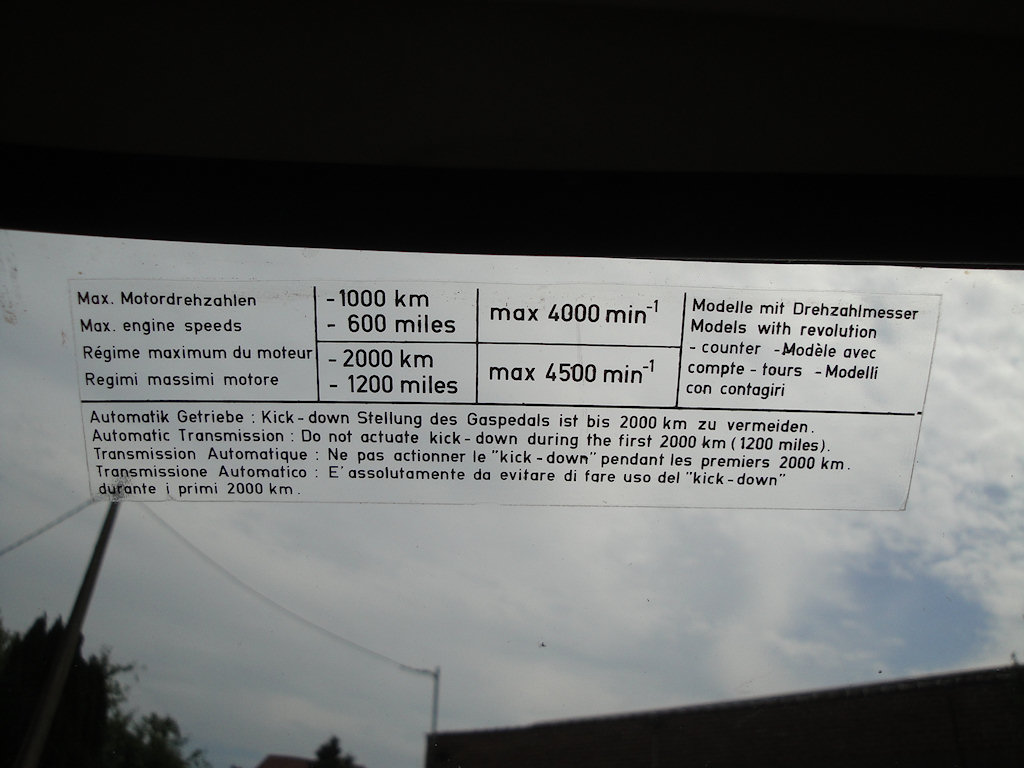 Max. Motordrehzahlen
Max. engine speeds
Régime maximum du moteur
Regimi massimi motore
-1000 km
- 600 miles
-2000 km
- 1200 miles
max 4000 min-1
max 4500 min-1
Modelle mit Drehzahlmesser
Models with revolution
- counter -Modèle avec
compte - tours - Modelli
con contagiri
Automatik Getriebe : Kick-down Stellung des Gaspedals ist bis 2000 km zu vermeiden.
Automatic Transmission : Do not actuate kick-down during the first 2000 km (1200 miles).
Transmission Automatique : Ne pas actionner le "kick-down" pendant les premiers 2000 km.
Transmissione Automatico : E' assolutamente da evitare di fare uso del "kick-down"
durante i primi 2000 km.